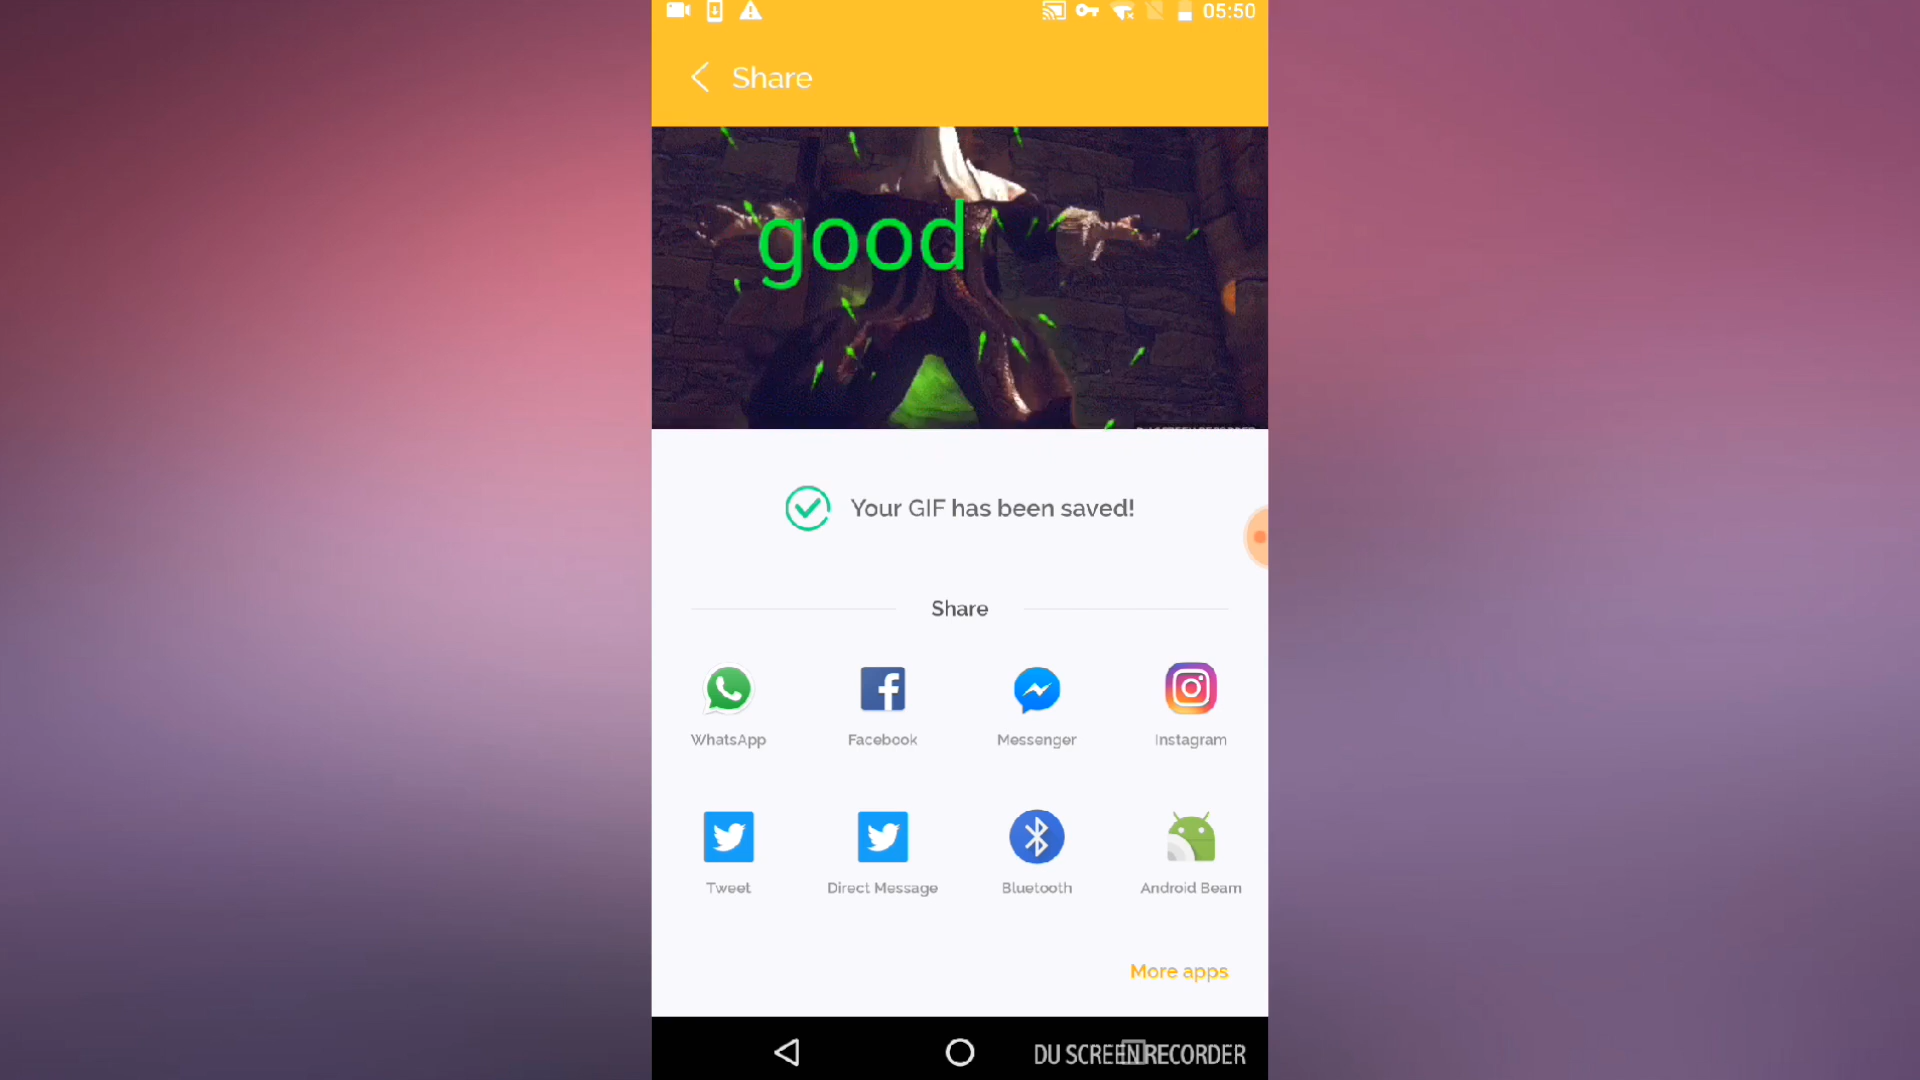 05:50
Share
good
Your GIF has been saved!
Share
WhatsApp Facebook Messenger Instagram
Tweet Direct Message Bluetooth Android Beam
More apps
DU SCREEN RECORDER